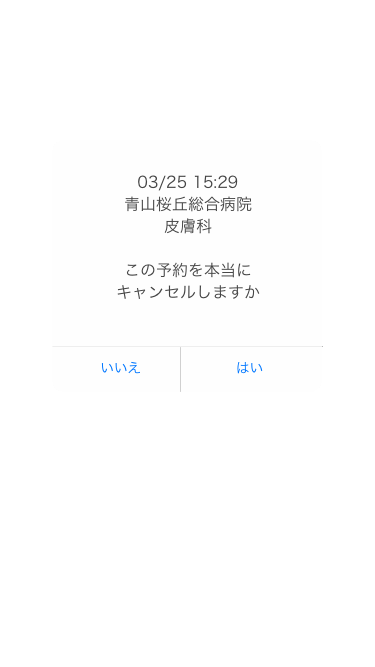 03/25 15:29
青山桜丘総合病院
皮膚科
この予約を本当に
キャンセルしますか
いいえ
はい